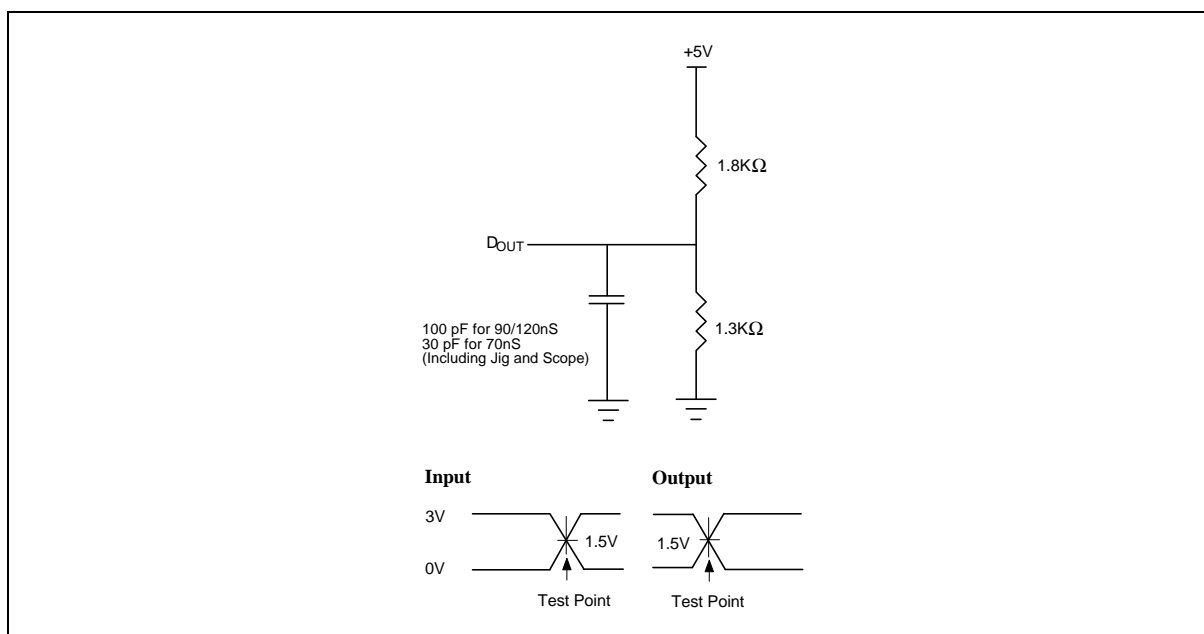 +5V
1.8KΩ
DOUT
100 pF for 90/120nS
30 pF for 70nS
(Including Jig and Scope)
1.3KΩ
Input
Output
3V
1.5V
1.5V
0V
Test Point
Test Point